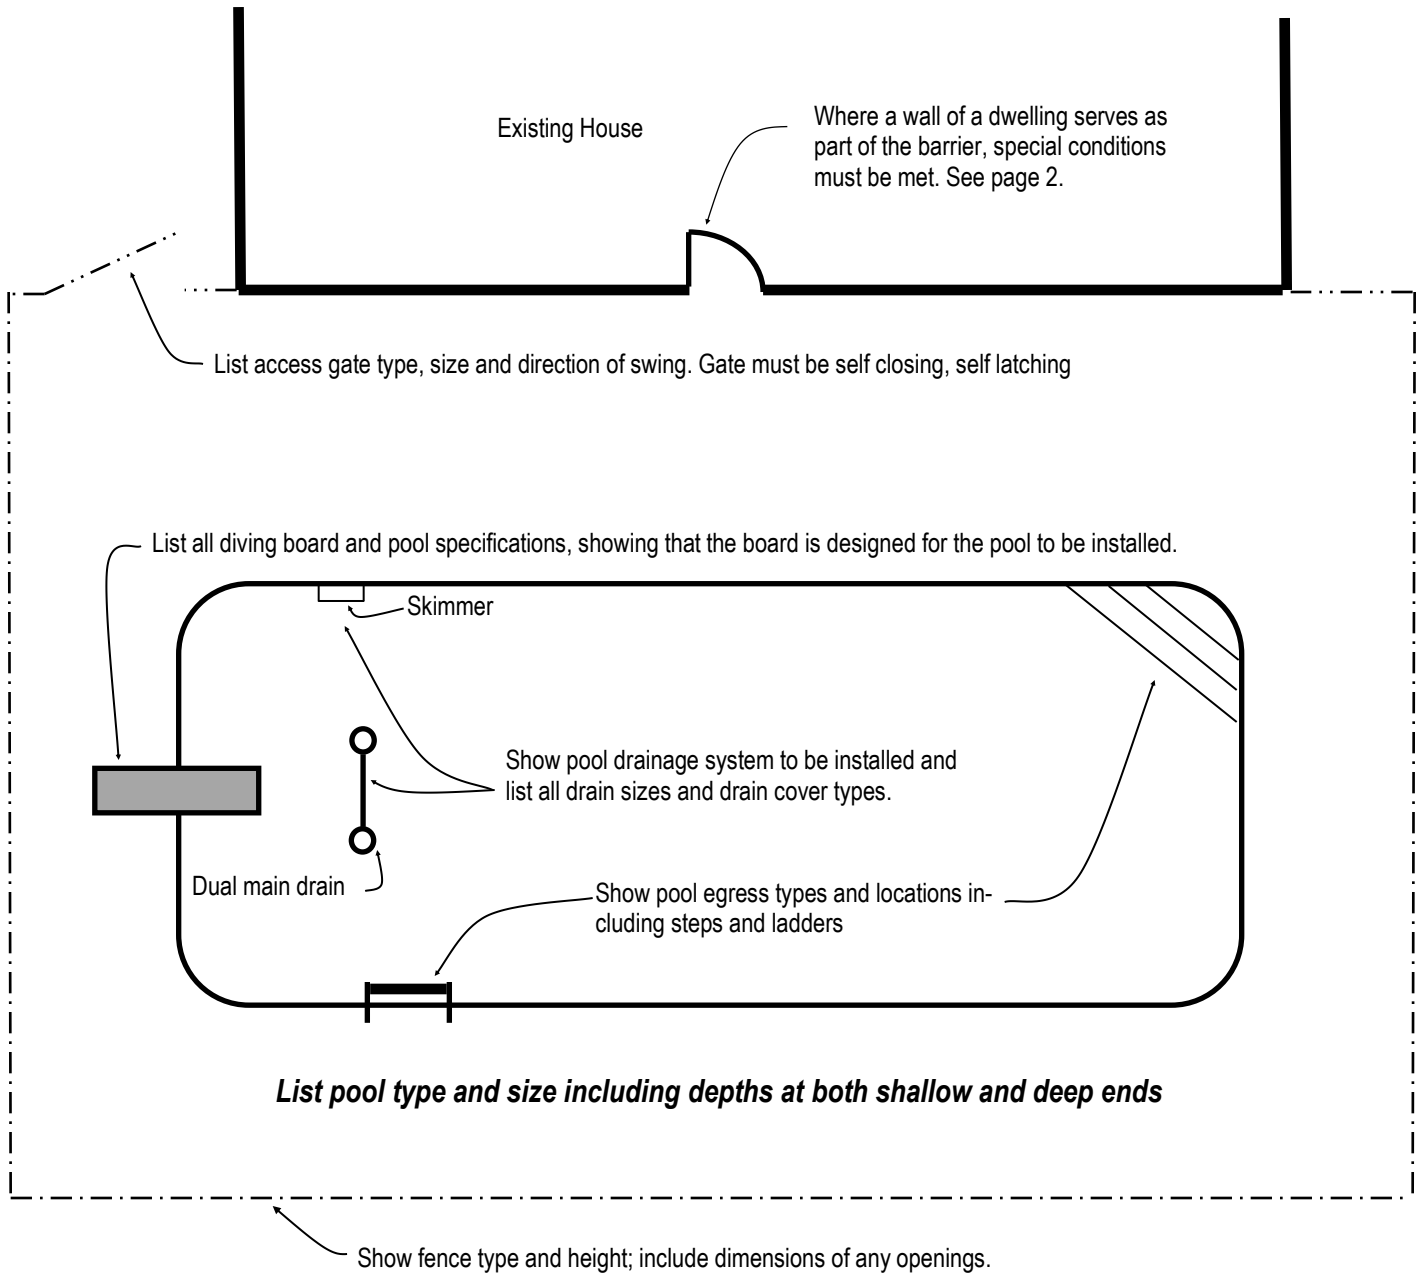 Existing House
Where a wall of a dwelling serves as
part of the barrier, special conditions
must be met. See page 2.
List access gate type, size and direction of swing. Gate must be self closing, self latching
List all diving board and pool specifications, showing that the board is designed for the pool to be installed.
Skimmer
Show pool drainage system to be installed and
list all drain sizes and drain cover types.
Dual main drain
Show pool egress types and locations in-
cluding steps and ladders
List pool type and size including depths at both shallow and deep ends
Show fence type and height; include dimensions of any openings.